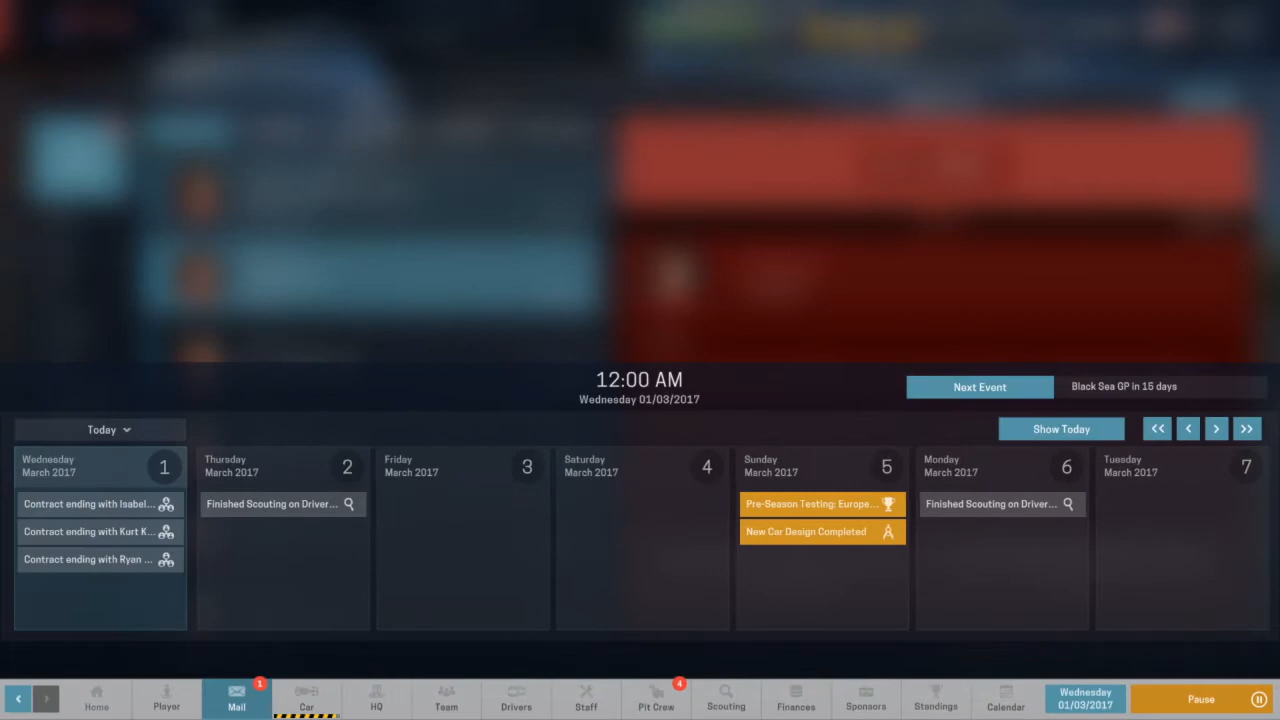 12:00 AM
Wednesday 01/03/2017
Next Event
Black Sea GP in 15 days
Today
Show Today
<<
<
>
>>
Wednesday
March 2017
1
Contract ending with Isabel...
Contract ending with Kurt K...
Contract ending with Ryan ...
Thursday
March 2017
2
Finished Scouting on Driver...
Friday
March 2017
3
Saturday
March 2017
4
Sunday
March 2017
5
Pre-Season Testing: Europe...
New Car Design Completed
Monday
March 2017
6
Finished Scouting on Driver...
Tuesday
March 2017
7
<
>
Home
Player
1
Mail
Car
HQ
Team
Drivers
Staff
4
Pit Crew
Scouting
Finances
Sponsors
Standings
Calendar
Wednesday
01/03/2017
Pause